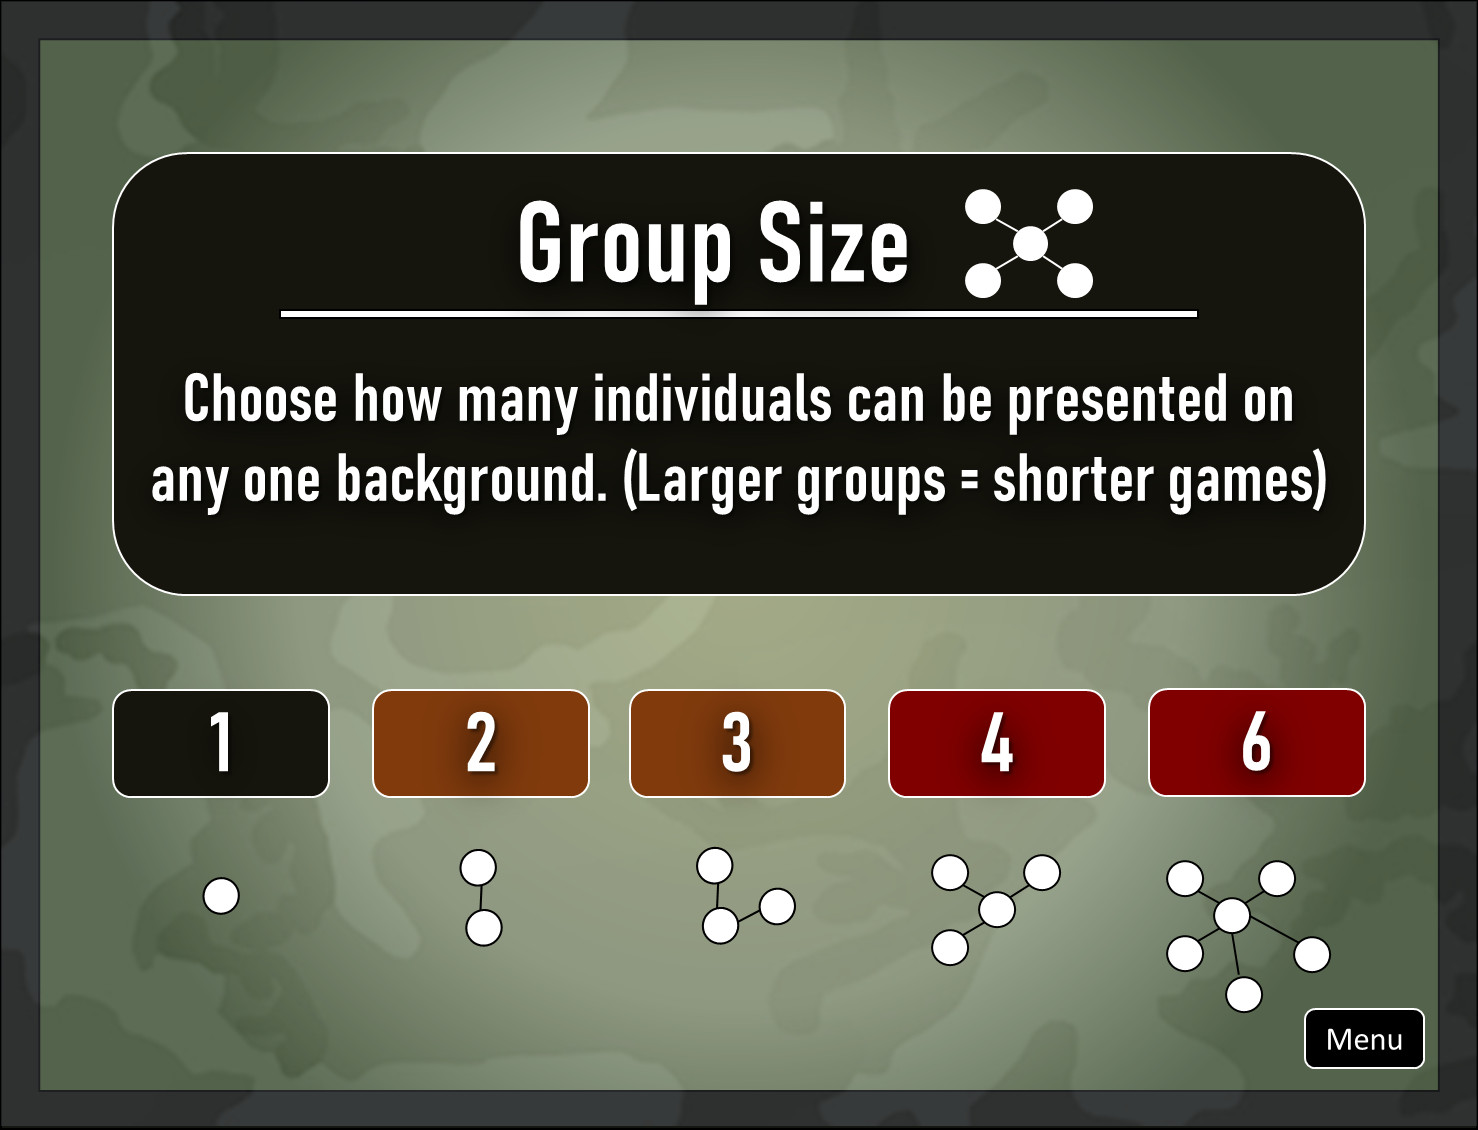 Group Size
Choose how many individuals can be presented on
any one background. (Larger groups = shorter games)
1
2
3
4
6
Menu